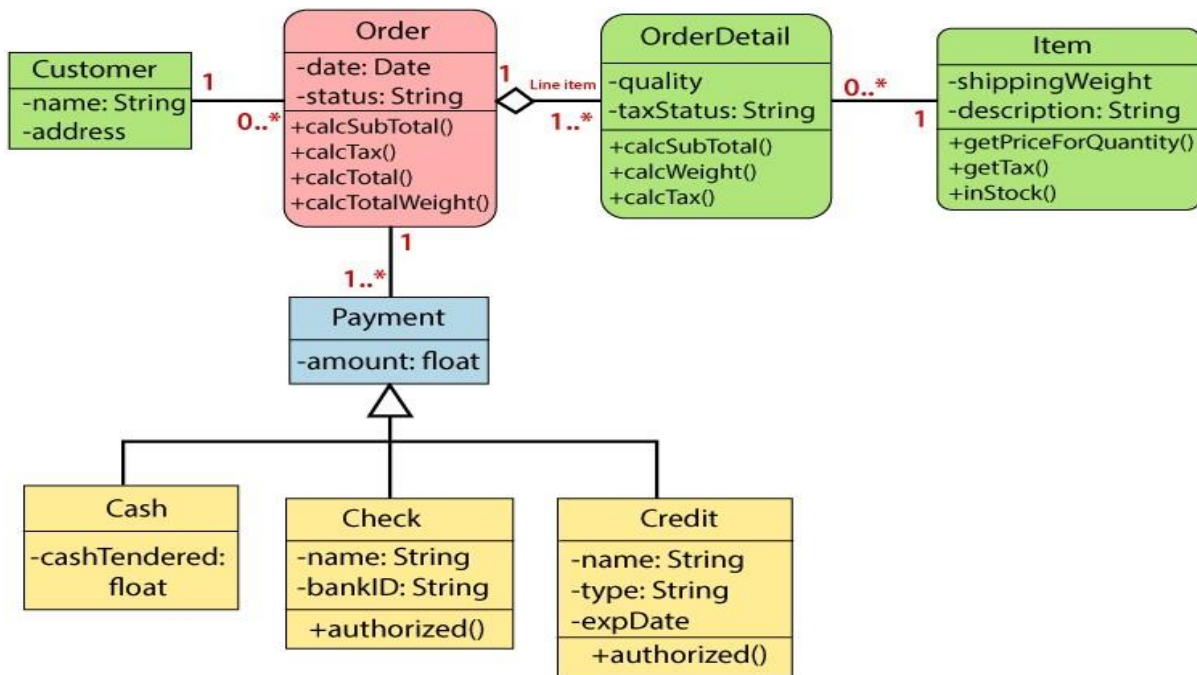 Customer
-name: String
-address
1
0..*
Order
-date: Date
-status: String
+calcSubTotal()
+calcTax()
+calcTotal()
+calcTotalWeight()
1
Line item
1..*
OrderDetail
-quality
-taxStatus: String
+calcSubTotal()
+calcWeight()
+calcTax()
0..*
1
Item
-shippingWeight
-description: String
+getPriceForQuantity()
+getTax()
+inStock()
1
1..*
Payment
-amount: float
Cash
-cashTendered:
float
Check
-name: String
-bankID: String
+authorized()
Credit
-name: String
-type: String
-expDate
+authorized()